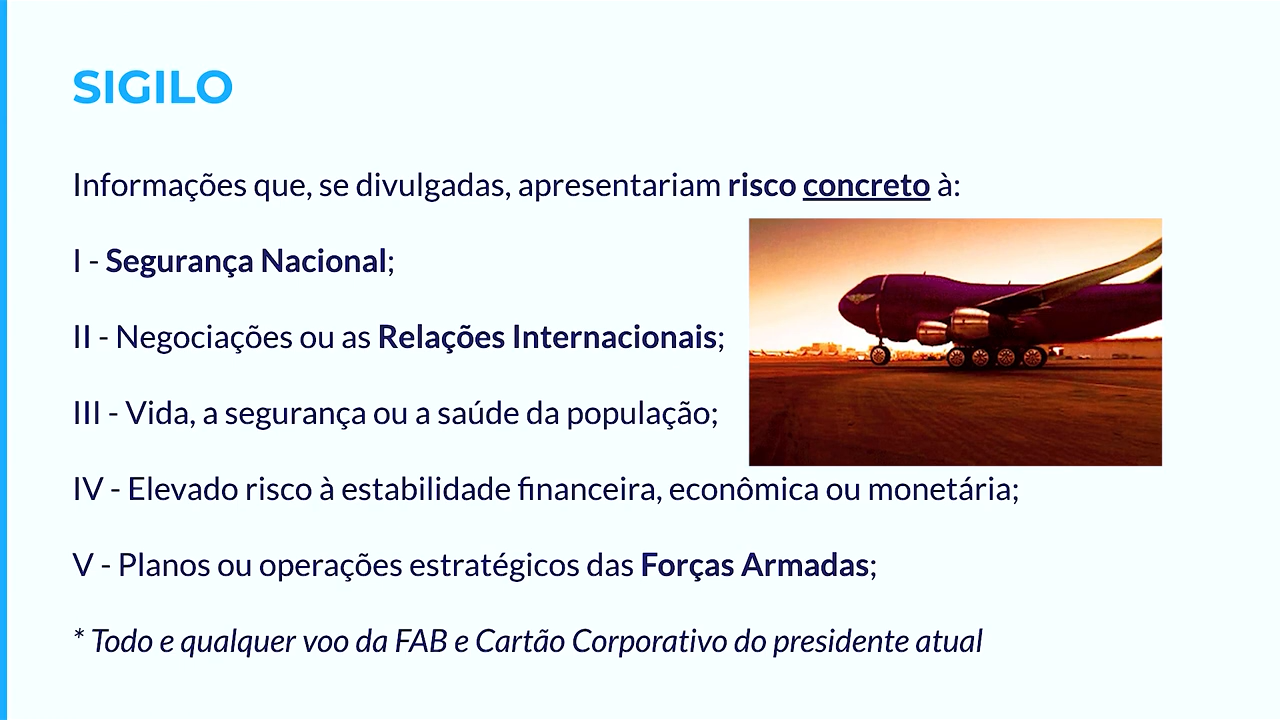 SIGILO
Informações que, se divulgadas, apresentariam risco concreto à:
I - Segurança Nacional;
II - Negociações ou as Relações Internacionais;
III - Vida, a segurança ou a saúde da população;
IV - Elevado risco à estabilidade financeira, econômica ou monetária;
V - Planos ou operações estratégicos das Forças Armadas;
* Todo e qualquer voo da FAB e Cartão Corporativo do presidente atual